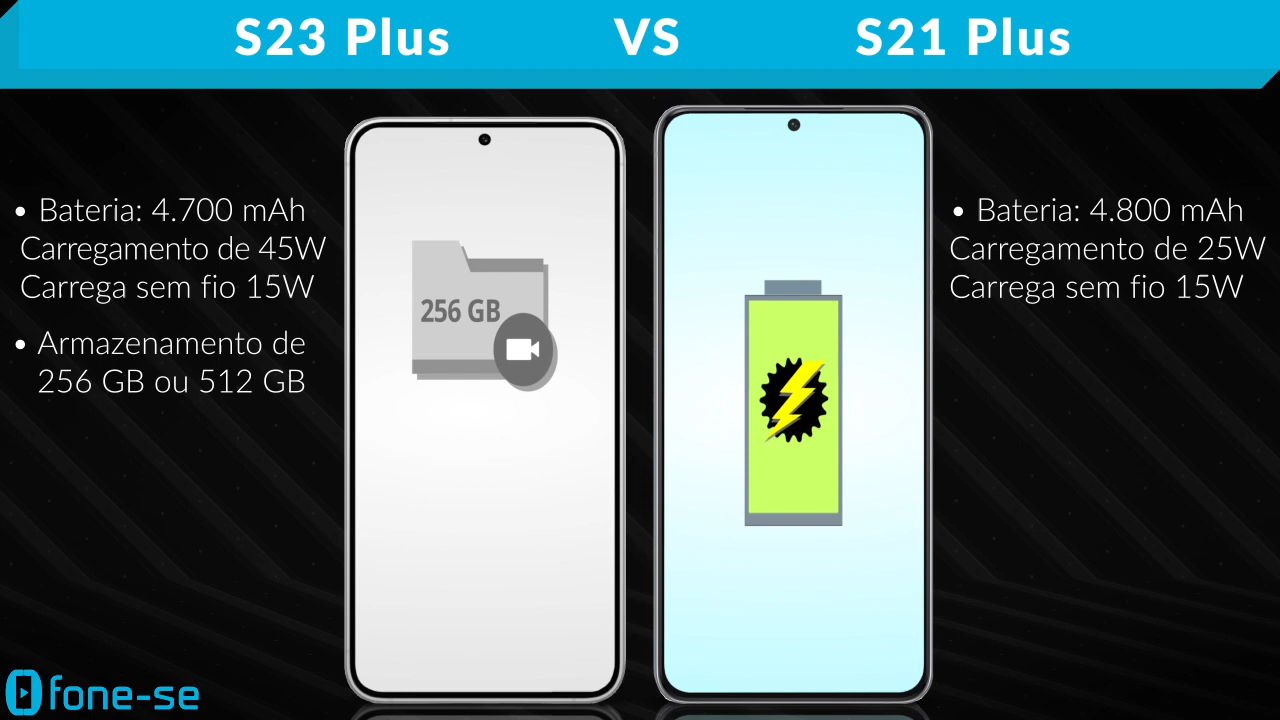 S23 Plus VS S21 Plus
• Bateria: 4.700 mAh
Carregamento de 45W
Carrega sem fio 15W
• Armazenamento de
256 GB ou 512 GB
256 GB
• Bateria: 4.800 mAh
Carregamento de 25W
Carrega sem fio 15W
fone-se